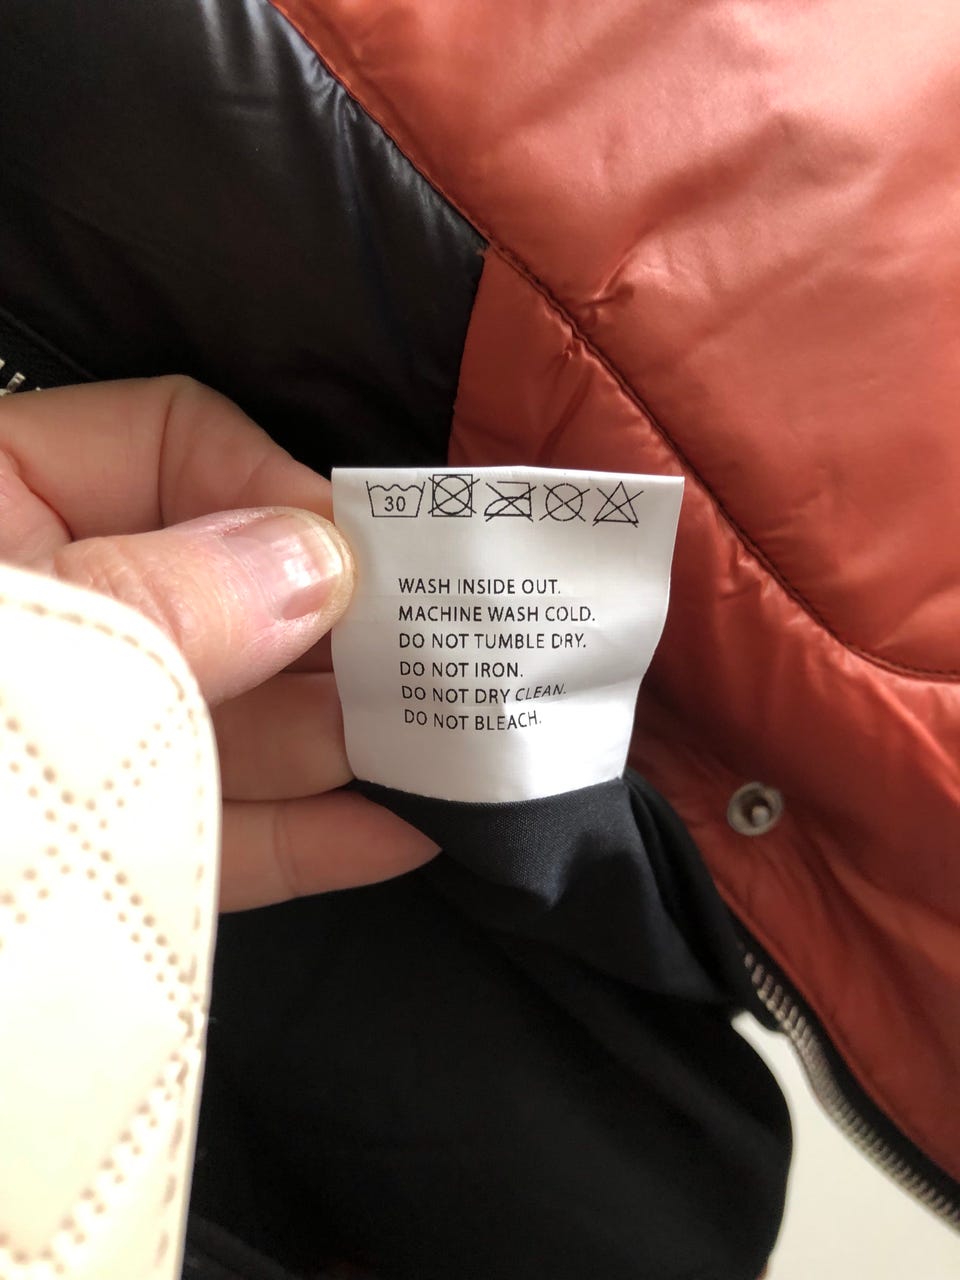 30
WASH INSIDE OUT.
MACHINE WASH COLD.
DO NOT TUMBLE DRY.
DO NOT IRON.
DO NOT DRY CLEAN.
DO NOT BLEACH.